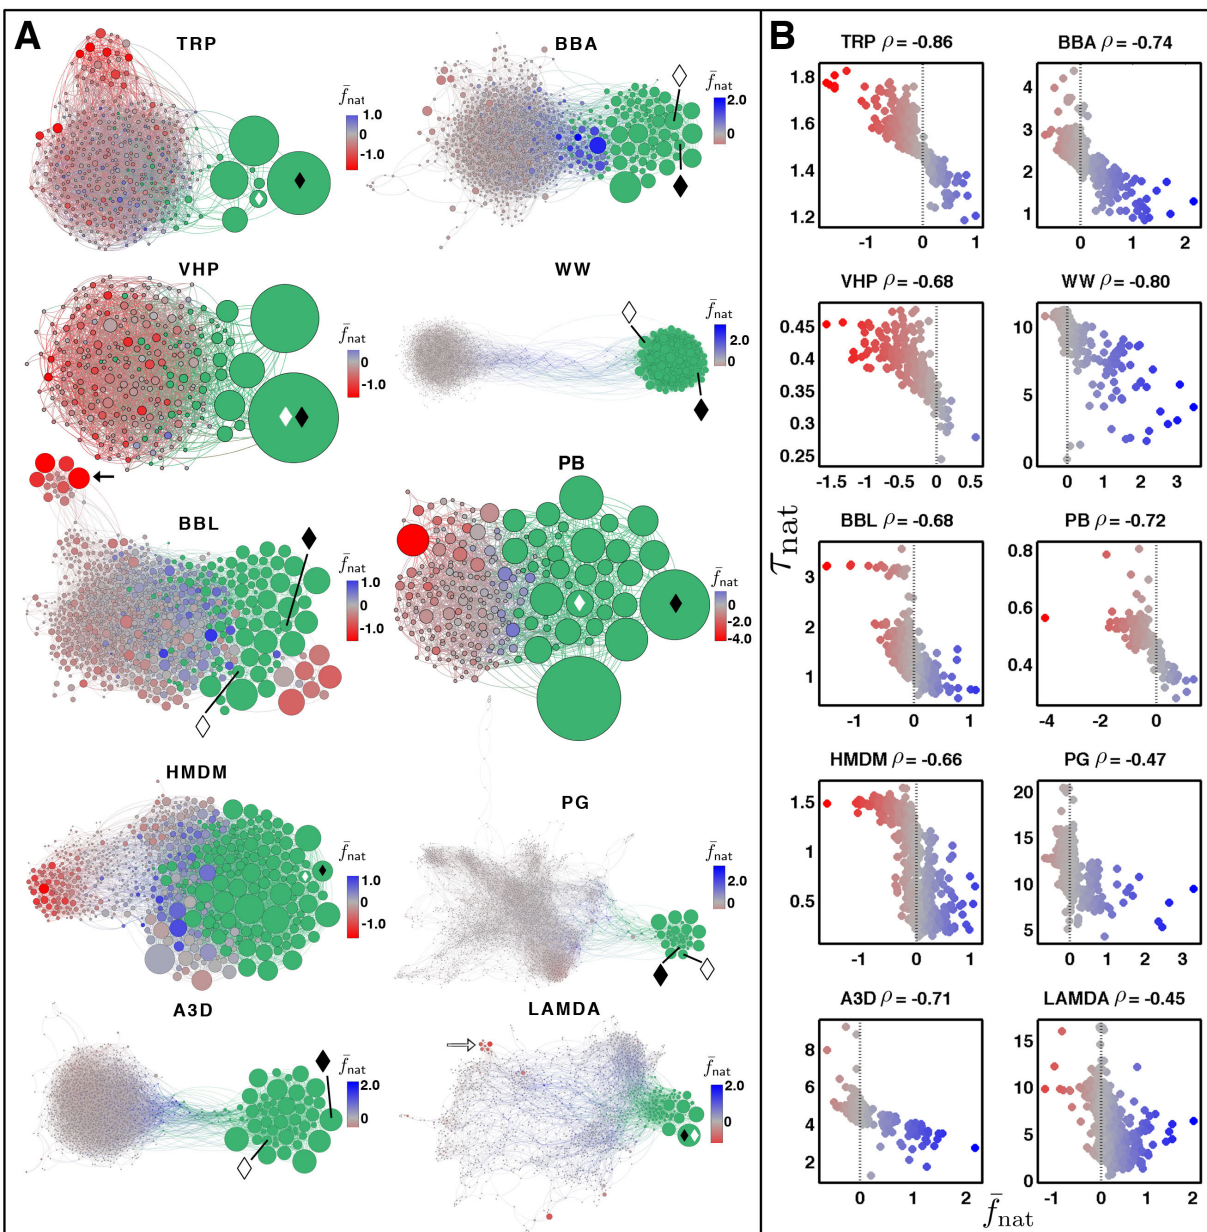 A
TRP
f̄nat
1.0
-1.0
BBA
f̄nat
2.0
0
VHP
f̄nat
0
-1.0
WW
f̄nat
2.0
0
BBL
f̄nat
1.0
0
-1.0
PB
f̄nat
0
-2.0
-4.0
HMDM
f̄nat
1.0
0
-1.0
PG
f̄nat
2.0
0
A3D
f̄nat
2.0
0
LAMDA
f̄nat
2.0
0
B
TRP ρ = -0.86
1.8
1.6
1.4
1.2
-1 0 1
BBA ρ = -0.74
4
3
2
1
0 1 2
VHP ρ = -0.68
0.45
0.4
0.35
0.3
0.25
-1.5 -1 -0.5 0 0.5
WW ρ = -0.80
10
5
0
0 1 2 3
τnat
BBL ρ = -0.68
3
2
1
-1 0 1
PB ρ = -0.72
0.8
0.6
0.4
-4 -2 0
HMDM ρ = -0.66
1.5
1
0.5
-1 0 1
PG ρ = -0.47
20
15
10
5
0 1 2 3
A3D ρ = -0.71
8
6
4
2
0 1 2
LAMDA ρ = -0.45
15
10
5
0
-1 0 1 2
f̄nat